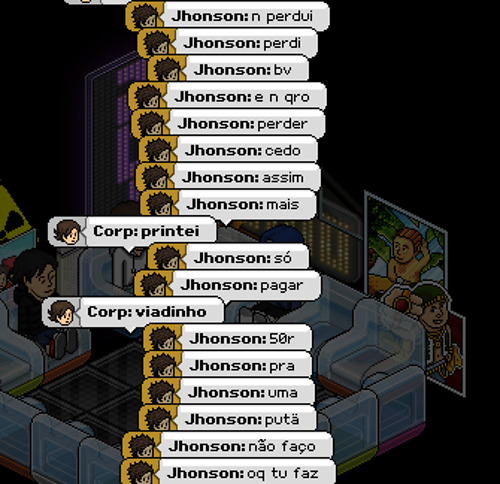 Jhonson: n perdui
Jhonson: perdi
Jhonson: bv
Jhonson: e n qro
Jhonson: perder
Jhonson: cedo
Jhonson: assim
Jhonson: mais
Corp: printei
Jhonson: só
Jhonson: pagar
Corp: viadinho
Jhonson: 50r
Jhonson: pra
Jhonson: uma
Jhonson: putä
Jhonson: não faço
Jhonson: oq tu faz